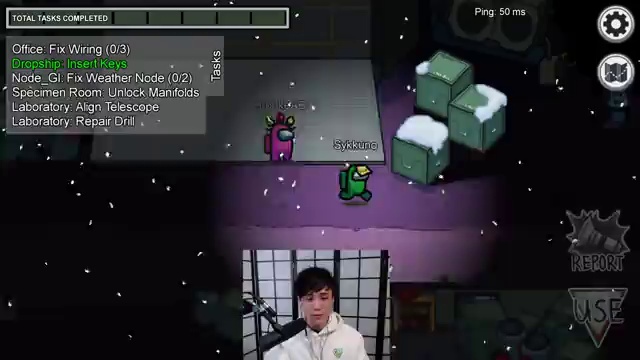 TOTAL TASKS COMPLETED
Ping: 50 ms
Office: Fix Wiring (0/3)
Dropship: Insert Keys
Node_GI: Fix Weather Node (0/2)
Specimen Room: Unlock Manifolds
Laboratory: Align Telescope
Laboratory: Repair Drill
Tasks
Sykkuno
REPORT
USE